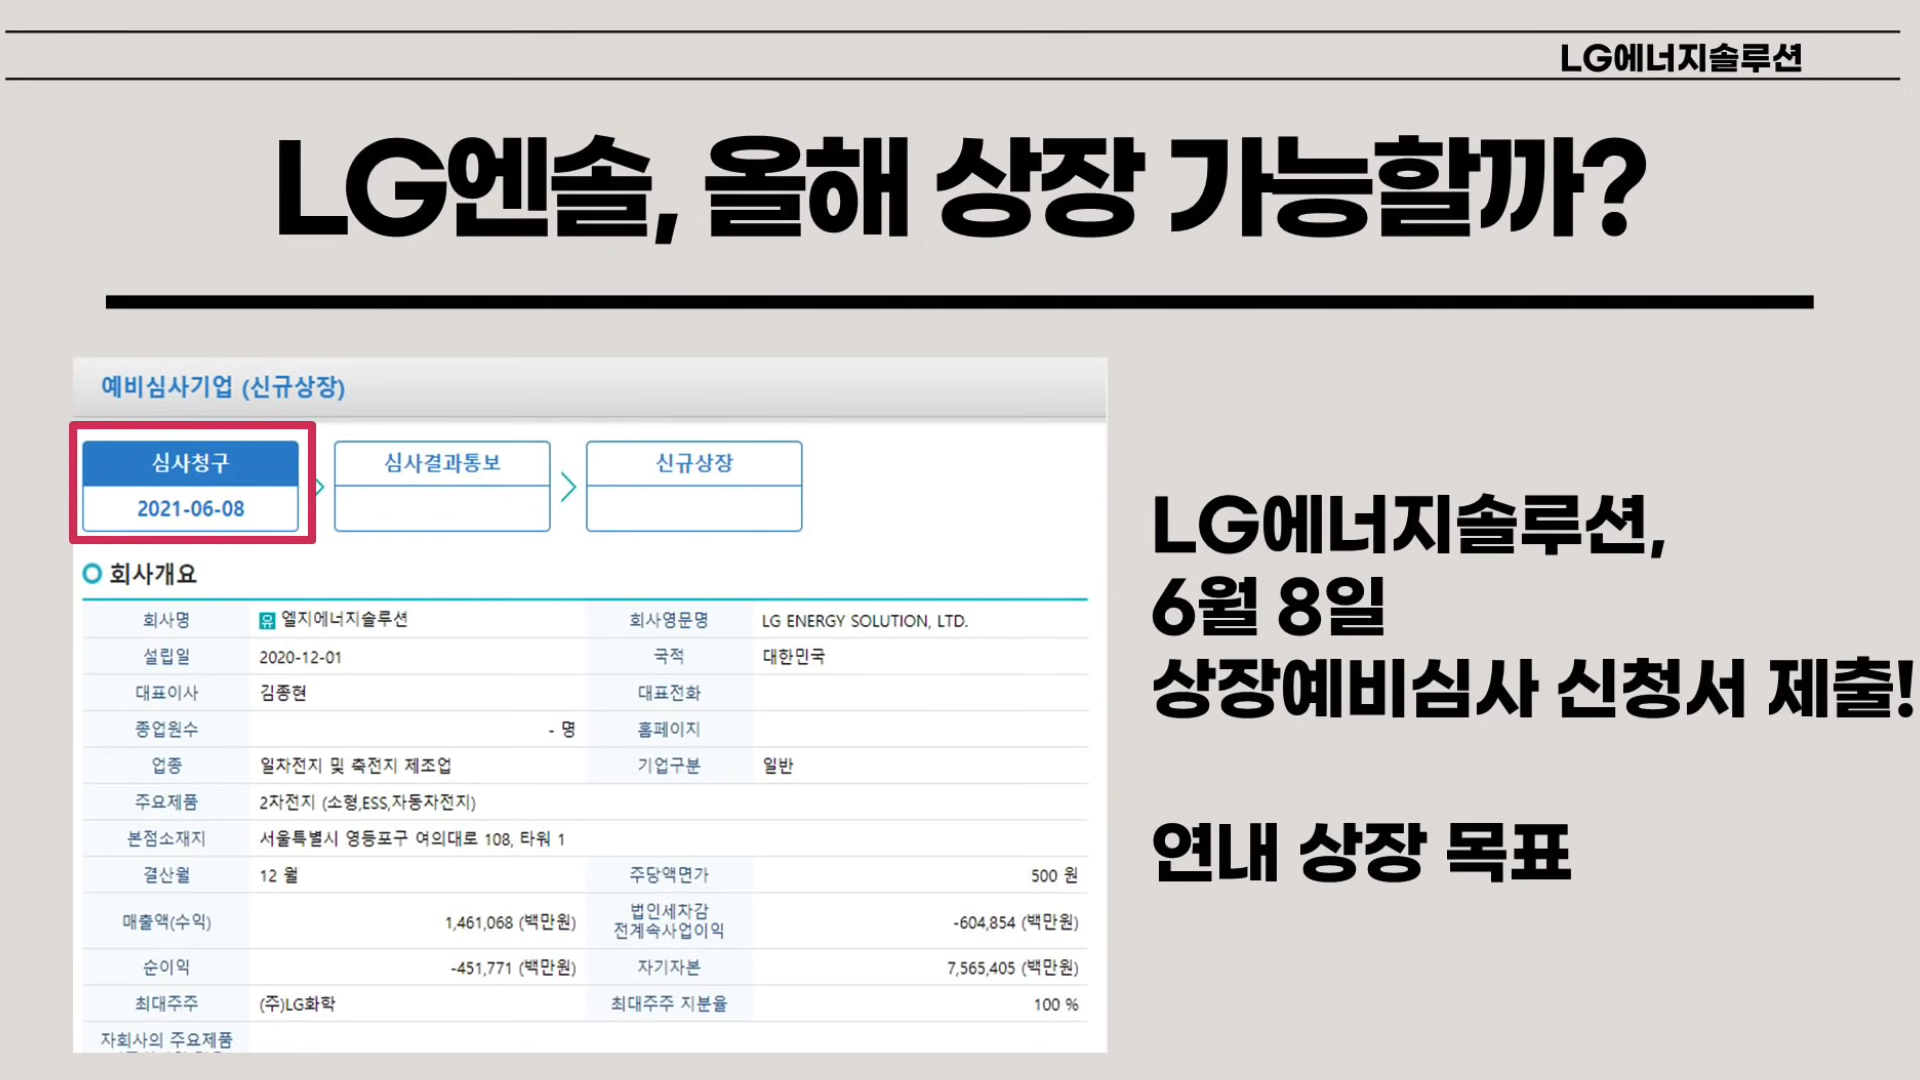 LG에너지솔루션
LG엔솔, 올해 상장 가능할까?
예비심사기업 (신규상장)
심사청구
2021-06-08
심사결과통보
신규상장
회사개요
회사명 유 엘지에너지솔루션 회사영문명 LG ENERGY SOLUTION, LTD.
설립일 2020-12-01 국적 대한민국
대표이사 김종현 대표전화
종업원수 - 명 홈페이지
업종 일차전지 및 축전지 제조업 기업구분 일반
주요제품 2차전지 (소형,ESS,자동차전지)
본점소재지 서울특별시 영등포구 여의대로 108, 타워 1
결산월 12 월 주당액면가 500 원
매출액(수익) 1,461,068 (백만원) 법인세차감
전계속사업이익 -604,854 (백만원)
순이익 -451,771 (백만원) 자기자본 7,565,405 (백만원)
최대주주 (주)LG화학 최대주주 지분율 100 %
자회사의 주요제품
LG에너지솔루션,
6월 8일
상장예비심사 신청서 제출!
연내 상장 목표